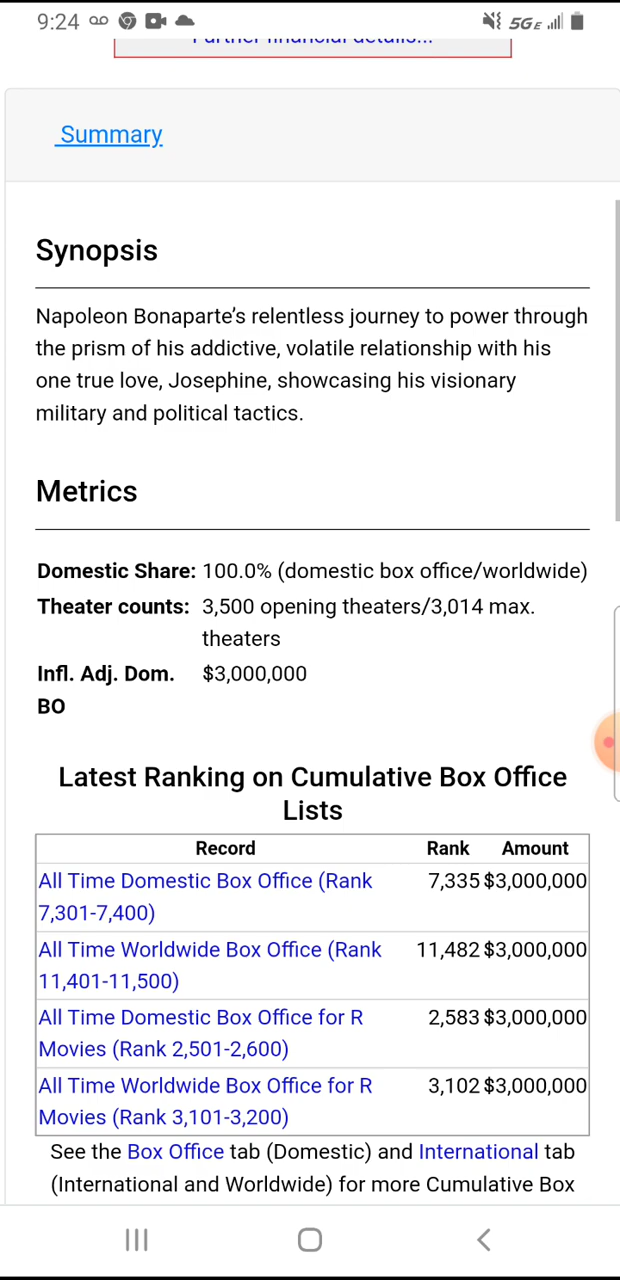 9:24 5GE
Further financial details...
Summary
Synopsis
Napoleon Bonaparte’s relentless journey to power through
the prism of his addictive, volatile relationship with his
one true love, Josephine, showcasing his visionary
military and political tactics.
Metrics
Domestic Share: 100.0% (domestic box office/worldwide)
Theater counts: 3,500 opening theaters/3,014 max.
theaters
Infl. Adj. Dom. $3,000,000
BO
Latest Ranking on Cumulative Box Office
Lists
Record Rank Amount
All Time Domestic Box Office (Rank 7,335 $3,000,000
7,301-7,400)
All Time Worldwide Box Office (Rank 11,482 $3,000,000
11,401-11,500)
All Time Domestic Box Office for R 2,583 $3,000,000
Movies (Rank 2,501-2,600)
All Time Worldwide Box Office for R 3,102 $3,000,000
Movies (Rank 3,101-3,200)
See the Box Office tab (Domestic) and International tab
(International and Worldwide) for more Cumulative Box